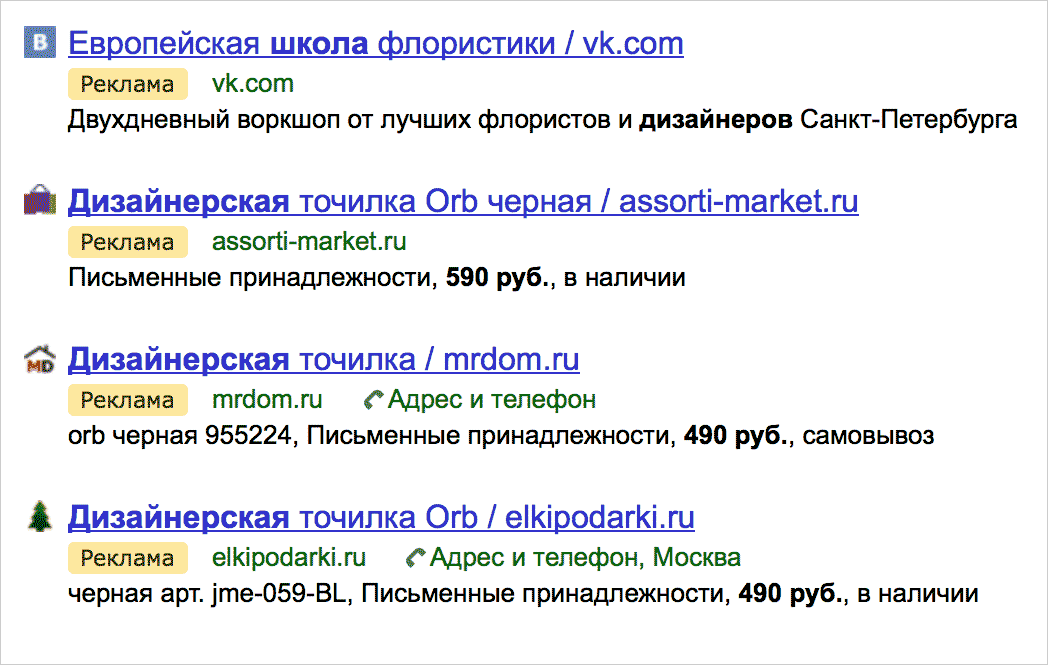 B Европейская школа флористики / vk.com
Реклама vk.com
Двухдневный воркшоп от лучших флористов и дизайнеров Санкт-Петербурга
Дизайнерская точилка Orb черная / assorti-market.ru
Реклама assorti-market.ru
Письменные принадлежности, 590 руб., в наличии
MD Дизайнерская точилка / mrdom.ru
Реклама mrdom.ru Адрес и телефон
orb черная 955224, Письменные принадлежности, 490 руб., самовывоз
Дизайнерская точилка Orb / elkipodarki.ru
Реклама elkipodarki.ru Адрес и телефон, Москва
черная арт. jme-059-BL, Письменные принадлежности, 490 руб., в наличии